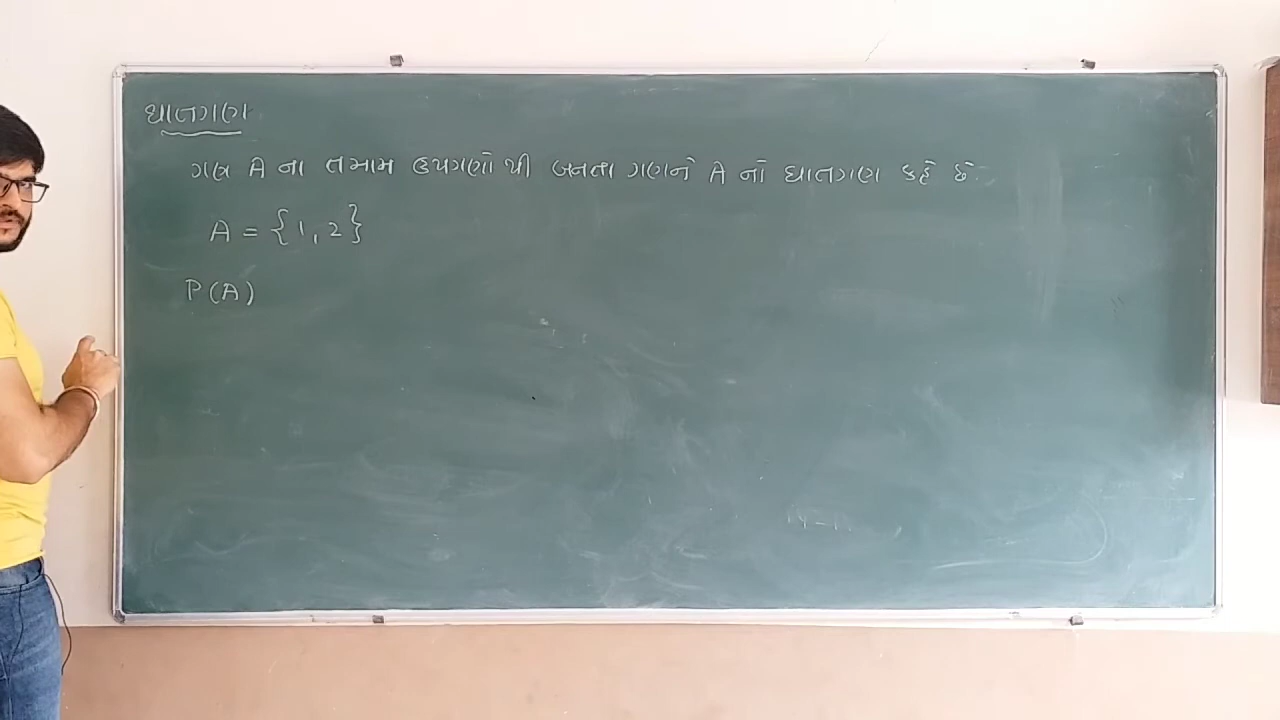 ઘાતગણ
ગણ A ના તમામ ઉપગણો થી બનતા ગણને A નો ઘાતગણ કહે છે.
A = {1, 2}
P(A)